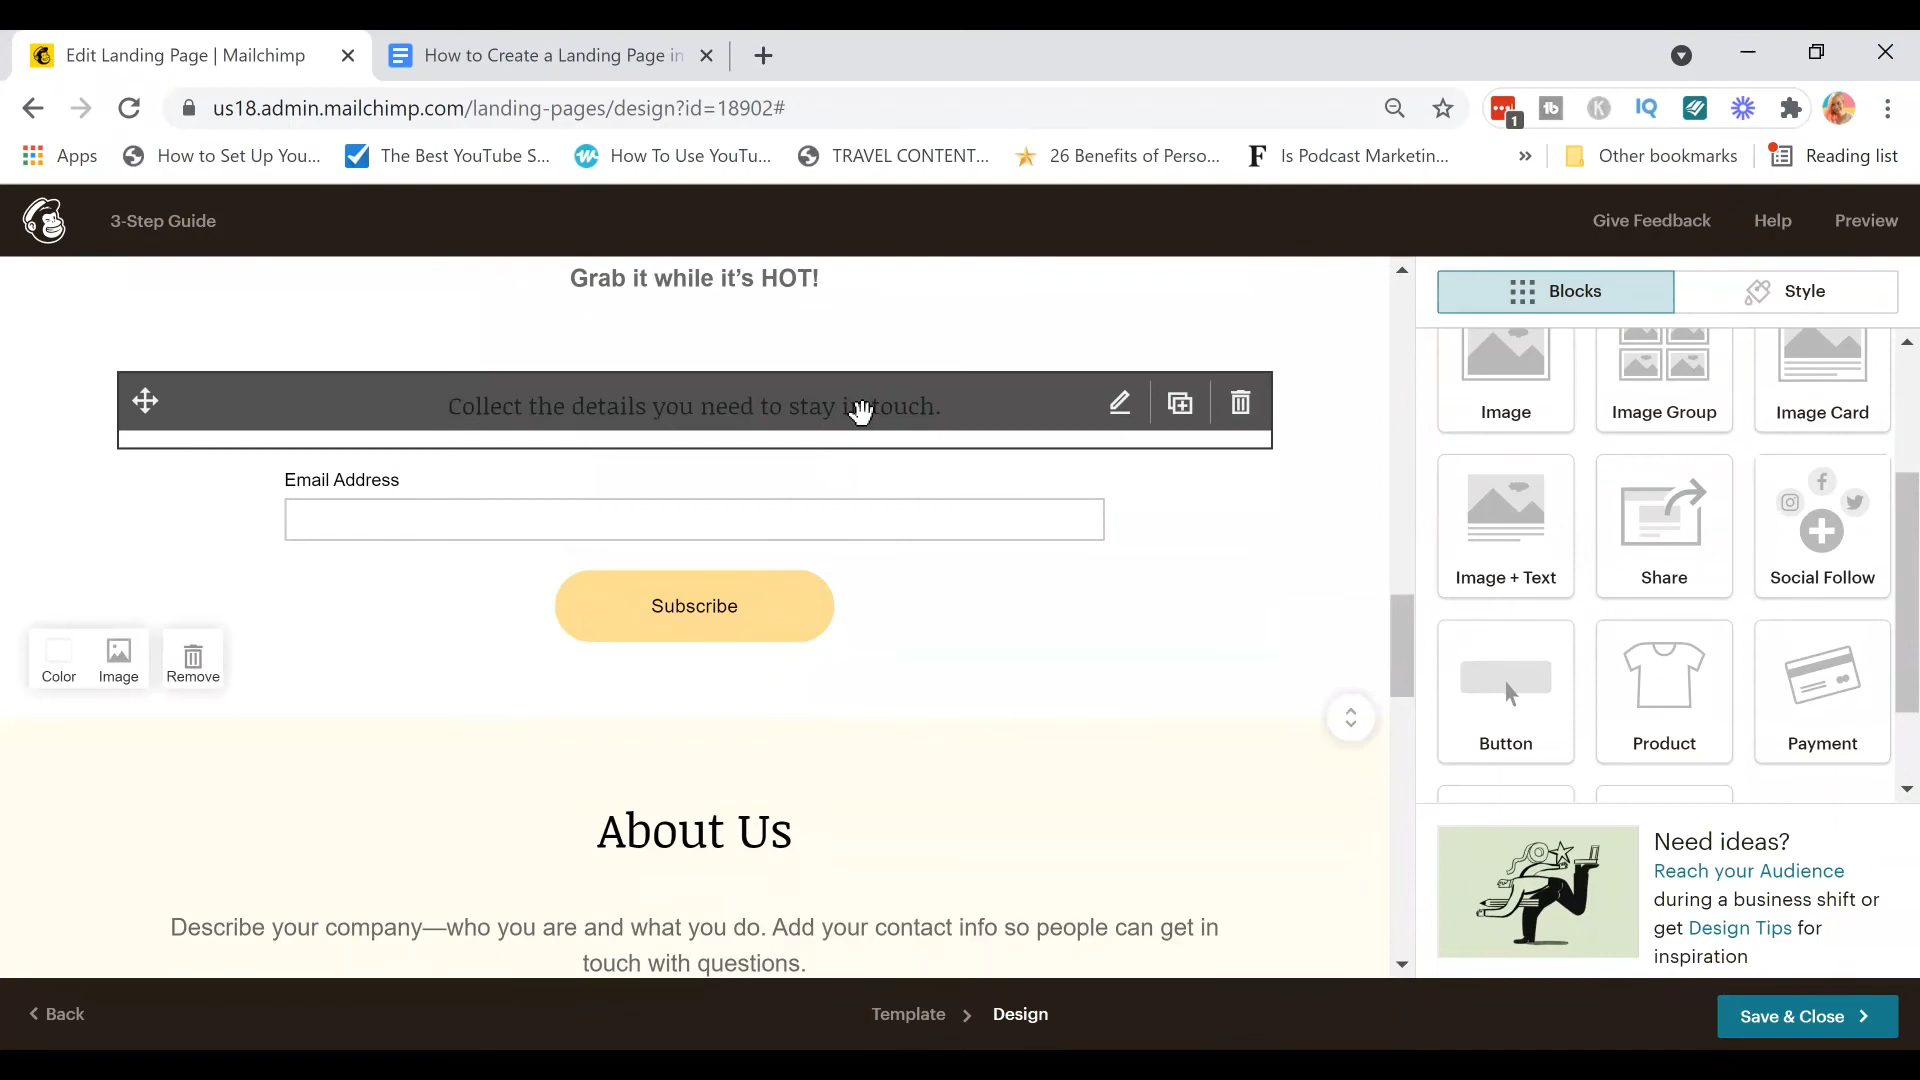 Edit Landing Page | Mailchimp
How to Create a Landing Page in
us18.admin.mailchimp.com/landing-pages/design?id=18902#
1
tb
K
IQ
Apps
How to Set Up You...
The Best YouTube S...
How To Use YouTu...
TRAVEL CONTENT...
26 Benefits of Perso...
F
Is Podcast Marketin...
»
Other bookmarks
Reading list
3-Step Guide
Give Feedback
Help
Preview
Grab it while it’s HOT!
Collect the details you need to stay in touch.
Email Address
Subscribe
Color
Image
Remove
About Us
Describe your company—who you are and what you do. Add your contact info so people can get in
touch with questions.
Blocks
Style
Image
Image Group
Image Card
Image + Text
Share
Social Follow
Button
Product
Payment
Need ideas?
Reach your Audience
during a business shift or
get Design Tips for
inspiration
Back
Template
Design
Save & Close